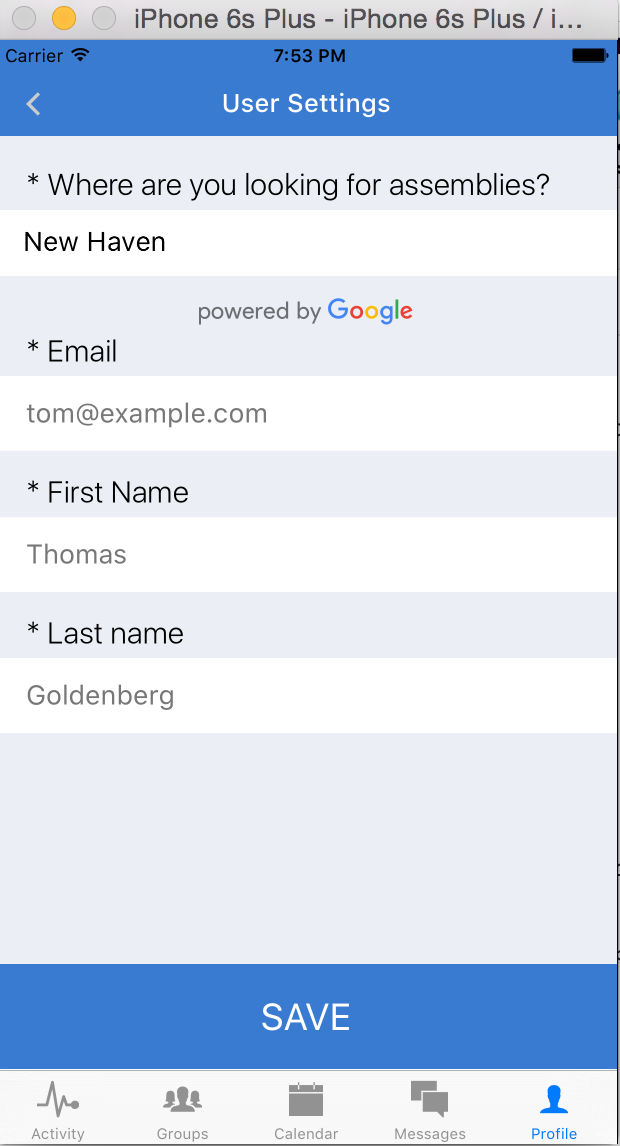 iPhone 6s Plus - iPhone 6s Plus / i...
Carrier 7:53 PM
User Settings
* Where are you looking for assemblies?
New Haven
powered by Google
* Email
tom@example.com
* First Name
Thomas
* Last name
Goldenberg
SAVE
Activity Groups Calendar Messages Profile